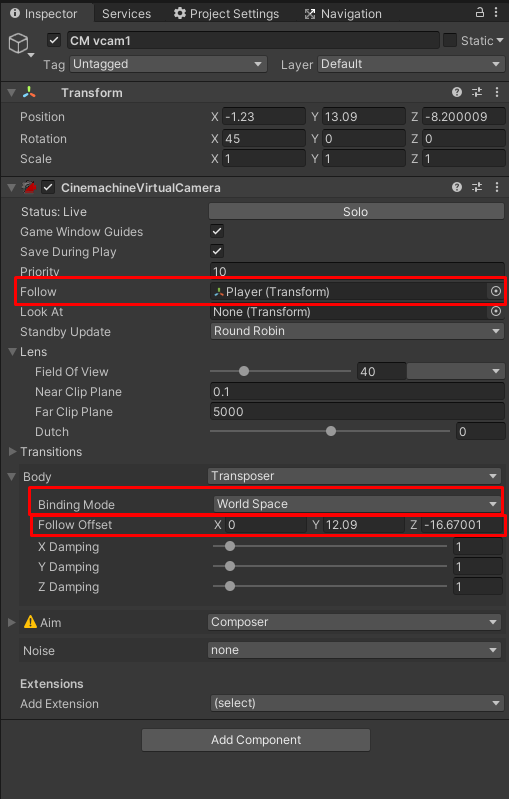 Inspector Services Project Settings Navigation
CM vcam1 Static
Tag Untagged Layer Default
Transform
Position X -1.23 Y 13.09 Z -8.200009
Rotation X 45 Y 0 Z 0
Scale X 1 Y 1 Z 1
CinemachineVirtualCamera
Status: Live Solo
Game Window Guides
Save During Play
Priority 10
Follow Player (Transform)
Look At None (Transform)
Standby Update Round Robin
Lens
Field Of View 40
Near Clip Plane 0.1
Far Clip Plane 5000
Dutch 0
Transitions
Body Transposer
Binding Mode World Space
Follow Offset X 0 Y 12.09 Z -16.67001
X Damping 1
Y Damping 1
Z Damping 1
Aim Composer
Noise none
Extensions
Add Extension (select)
Add Component